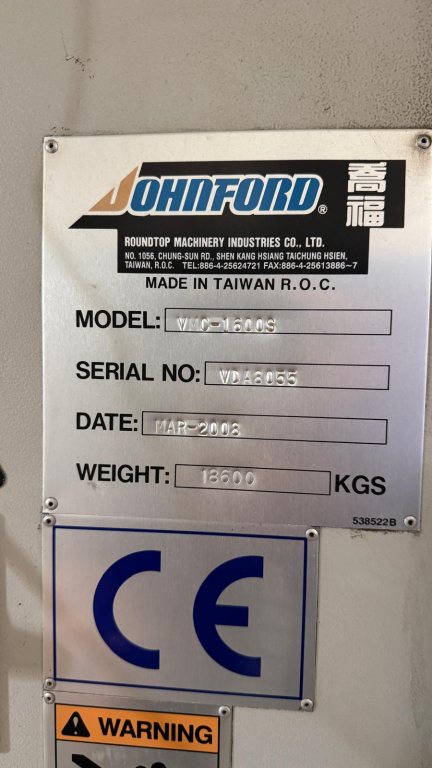 JOHNFORD® 喬福
ROUNDTOP MACHINERY INDUSTRIES CO., LTD.
NO. 1056, CHUNG-SUN RD., SHEN KANG HSIANG TAICHUNG HSIEN,
TAIWAN, R.O.C. TEL:886-4-25624721 FAX:886-4-25613886~7
MADE IN TAIWAN R.O.C.
MODEL: VMC-1600S
SERIAL NO: VDA8055
DATE: MAR-2008
WEIGHT: 18600 KGS
538522B
CE
WARNING